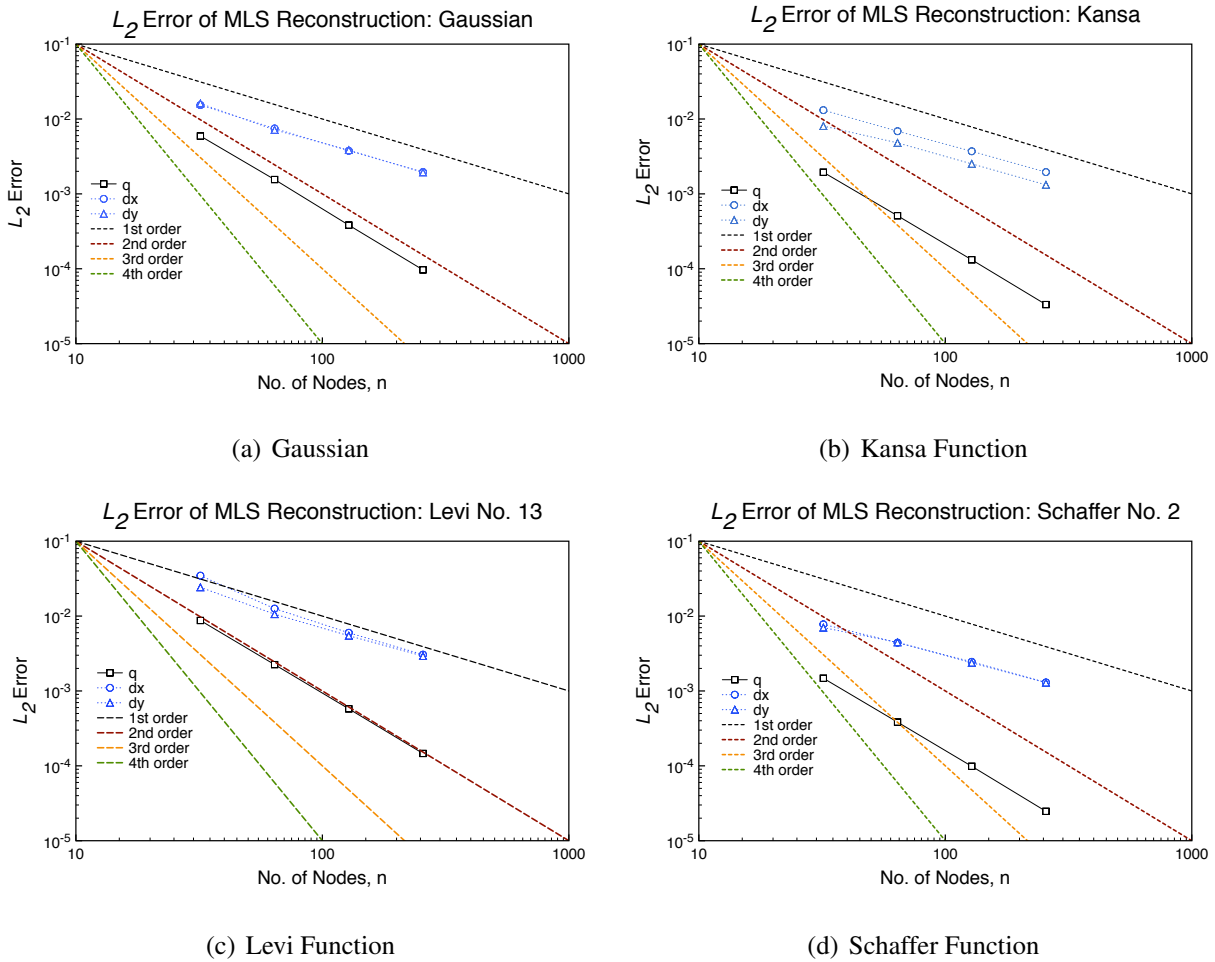 L2 Error of MLS Reconstruction: Gaussian
10-1
10-2
10-3
10-4
10-5
L2 Error
q
dx
dy
1st order
2nd order
3rd order
4th order
10 100 1000
No. of Nodes, n
(a) Gaussian
L2 Error of MLS Reconstruction: Kansa
10-1
10-2
10-3
10-4
10-5
L2 Error
q
dx
dy
1st order
2nd order
3rd order
4th order
10 100 1000
No. of Nodes, n
(b) Kansa Function
L2 Error of MLS Reconstruction: Levi No. 13
10-1
10-2
10-3
10-4
10-5
L2 Error
q
dx
dy
1st order
2nd order
3rd order
4th order
10 100 1000
No. of Nodes, n
(c) Levi Function
L2 Error of MLS Reconstruction: Schaffer No. 2
10-1
10-2
10-3
10-4
10-5
L2 Error
q
dx
dy
1st order
2nd order
3rd order
4th order
10 100 1000
No. of Nodes, n
(d) Schaffer Function